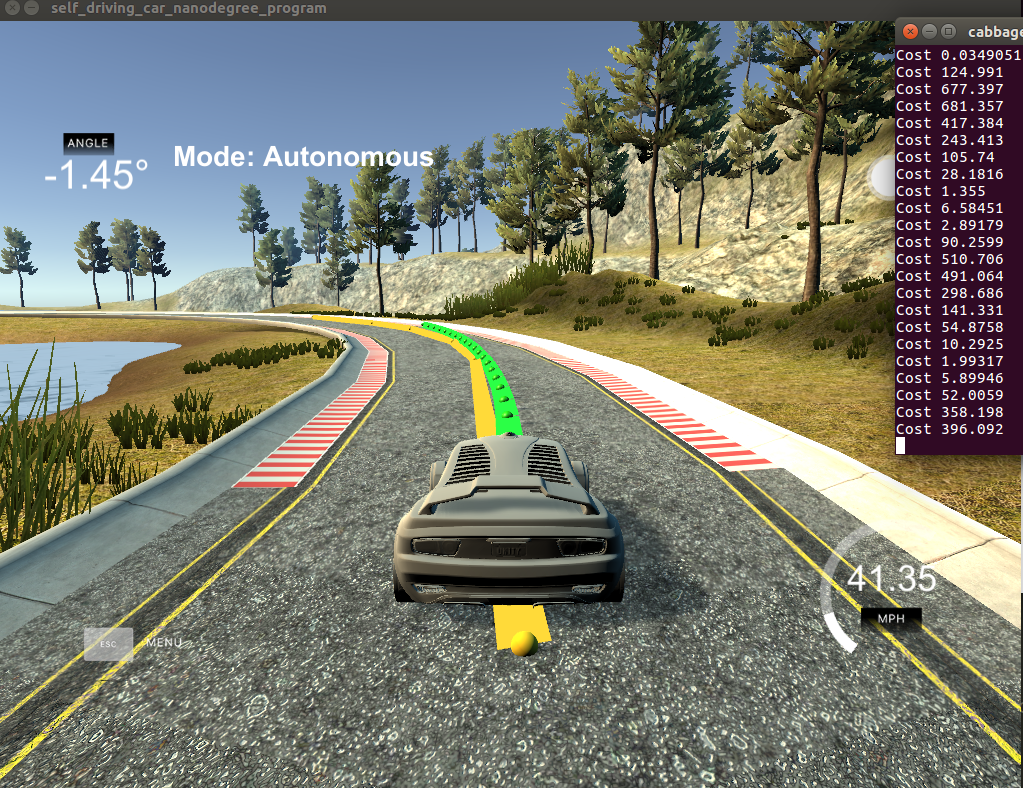 self_driving_car_nanodegree_program
cabbage
ANGLE
-1.45°
Mode: Autonomous
Cost 0.0349051
Cost 124.991
Cost 677.397
Cost 681.357
Cost 417.384
Cost 243.413
Cost 105.74
Cost 28.1816
Cost 1.355
Cost 6.58451
Cost 2.89179
Cost 90.2599
Cost 510.706
Cost 491.064
Cost 298.686
Cost 141.331
Cost 54.8758
Cost 10.2925
Cost 1.99317
Cost 5.89946
Cost 52.0059
Cost 358.198
Cost 396.092
41.35
MPH
ESC MENU